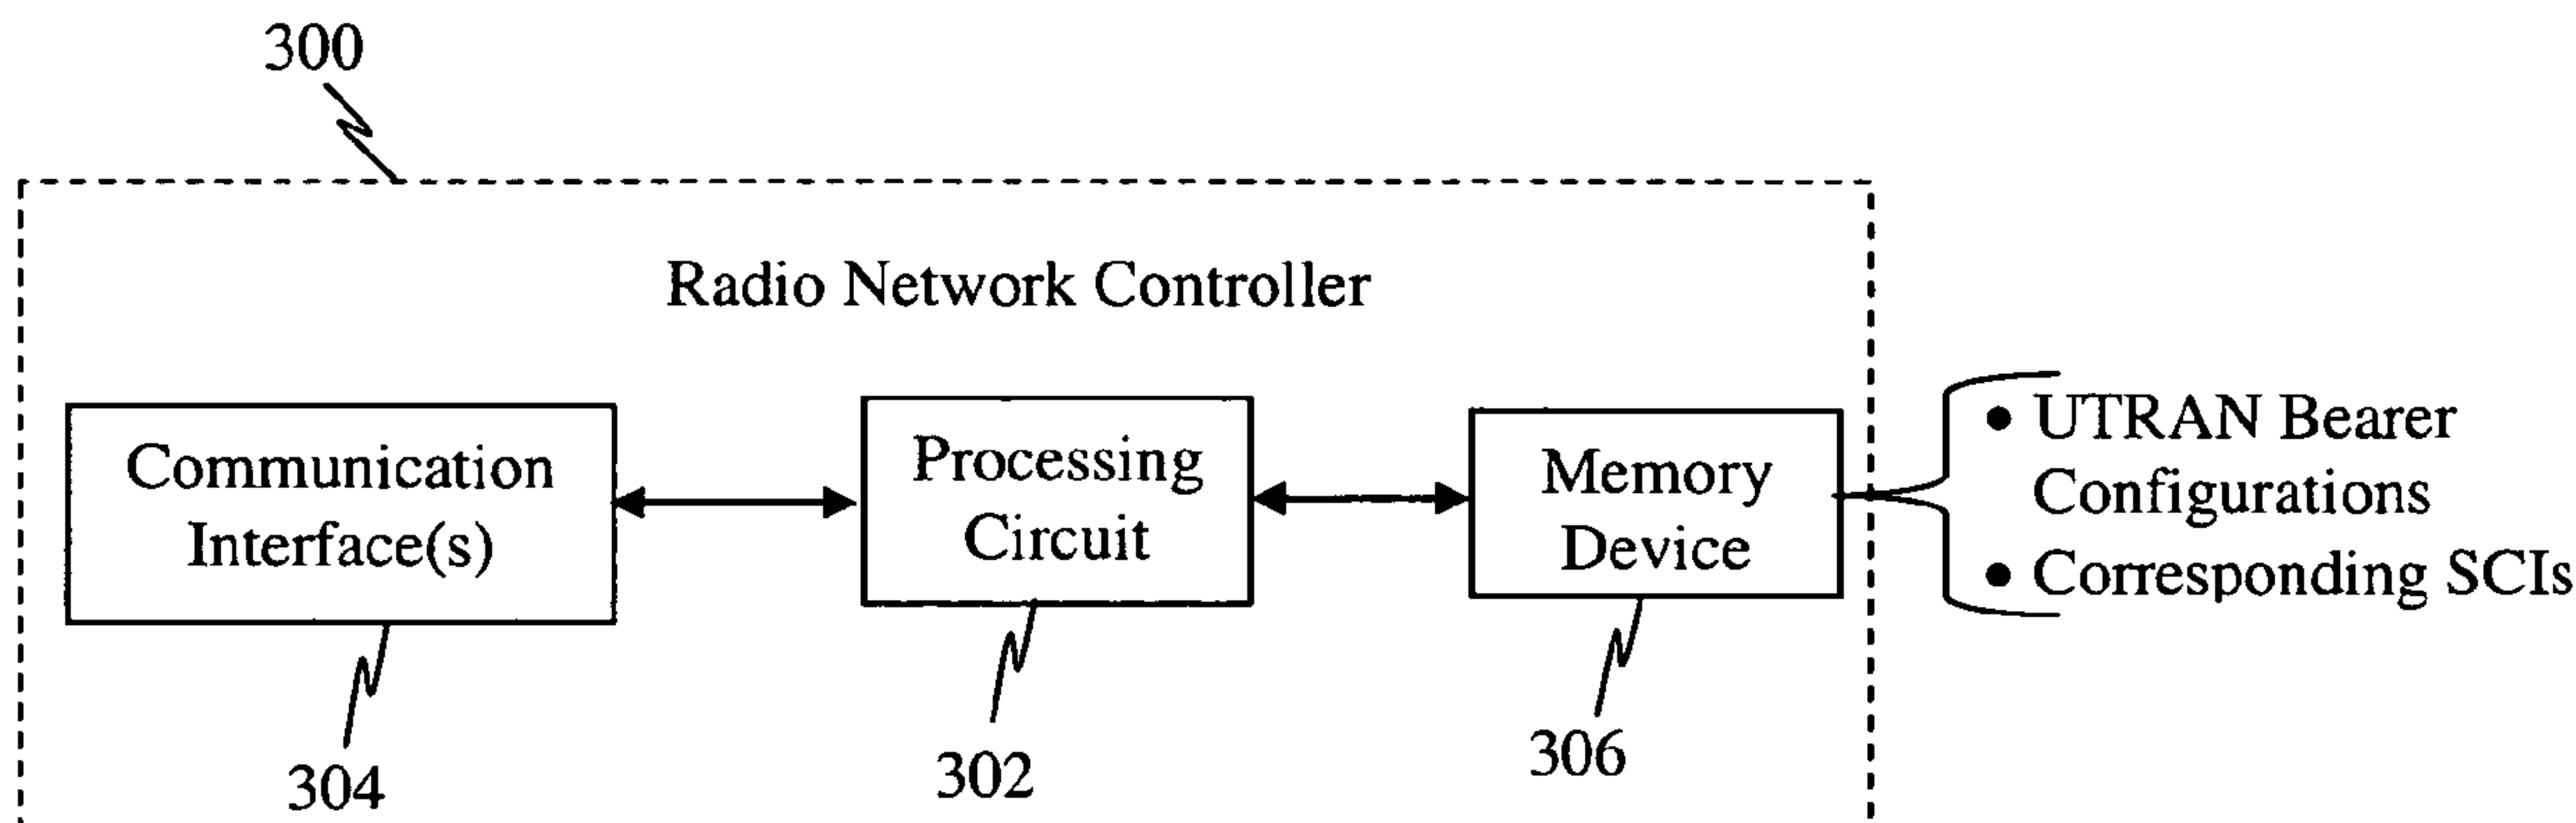 300
Radio Network Controller
Communication
Interface(s)
Processing
Circuit
Memory
Device
● UTRAN Bearer
Configurations
● Corresponding SCIs
304
302
306